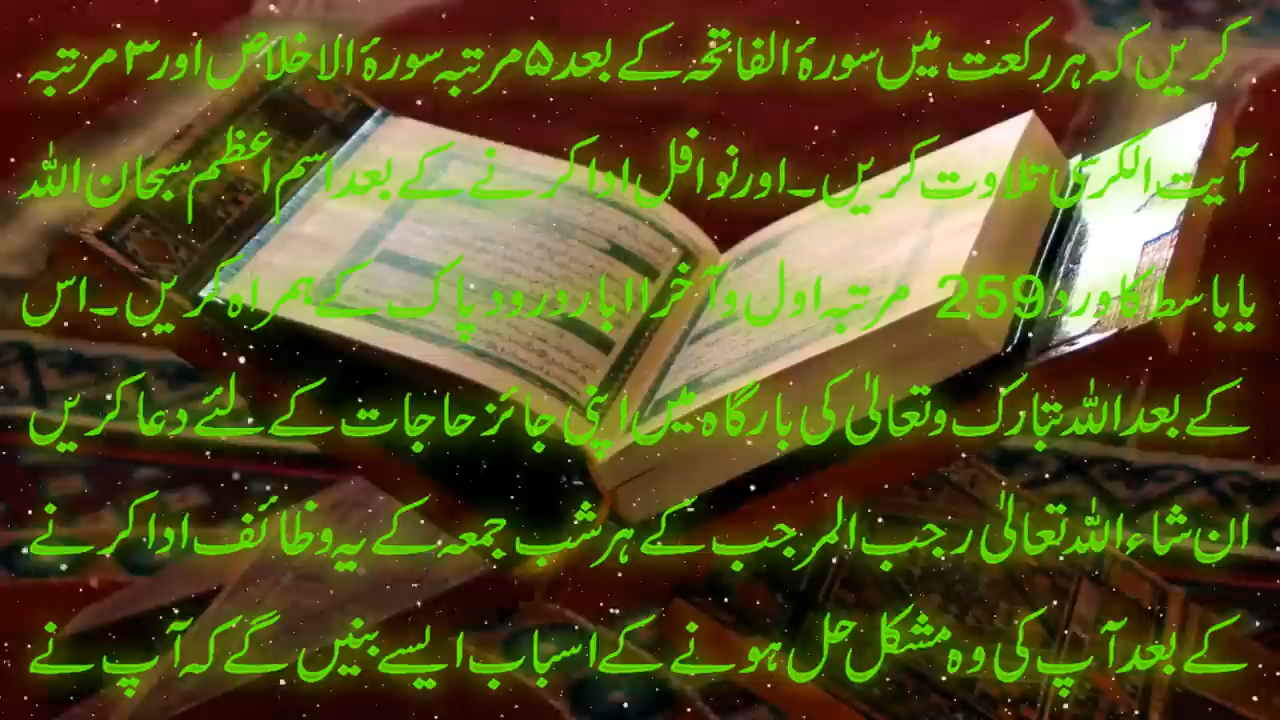 کریں کہ ہر رکعت میں سورۃ الفاتحہ کے بعد ۵ مرتبہ سورۃ الاخلاص اور ۳ مرتبہ
آیت الکرسی تلاوت کریں۔ اور نوافل ادا کرنے کے بعد اسم اعظم سبحان اللہ
یا باسط کا ورد 259 مرتبہ اول و آخر اا بار درود پاک کے ہمراہ کریں۔ اس
کے بعد اللہ تبارک وتعالیٰ کی بارگاہ میں اپنی جائز حاجات کے لئے دعا کریں
ان شاء اللہ تعالیٰ رجب المرجب کے ہر شب جمعہ کے یہ وظائف ادا کرنے
کے بعد آپ کی وہ مشکل حل ہونے کے اسباب ایسے بنیں گے کہ آپ نے